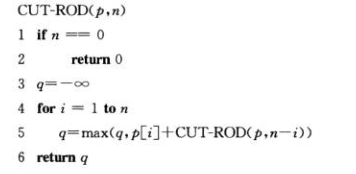 CUT-ROD(p,n)
1 if n == 0
2 return 0
3 q=-∞
4 for i = 1 to n
5 q=max(q,p[i]+CUT-ROD(p,n-i))
6 return q